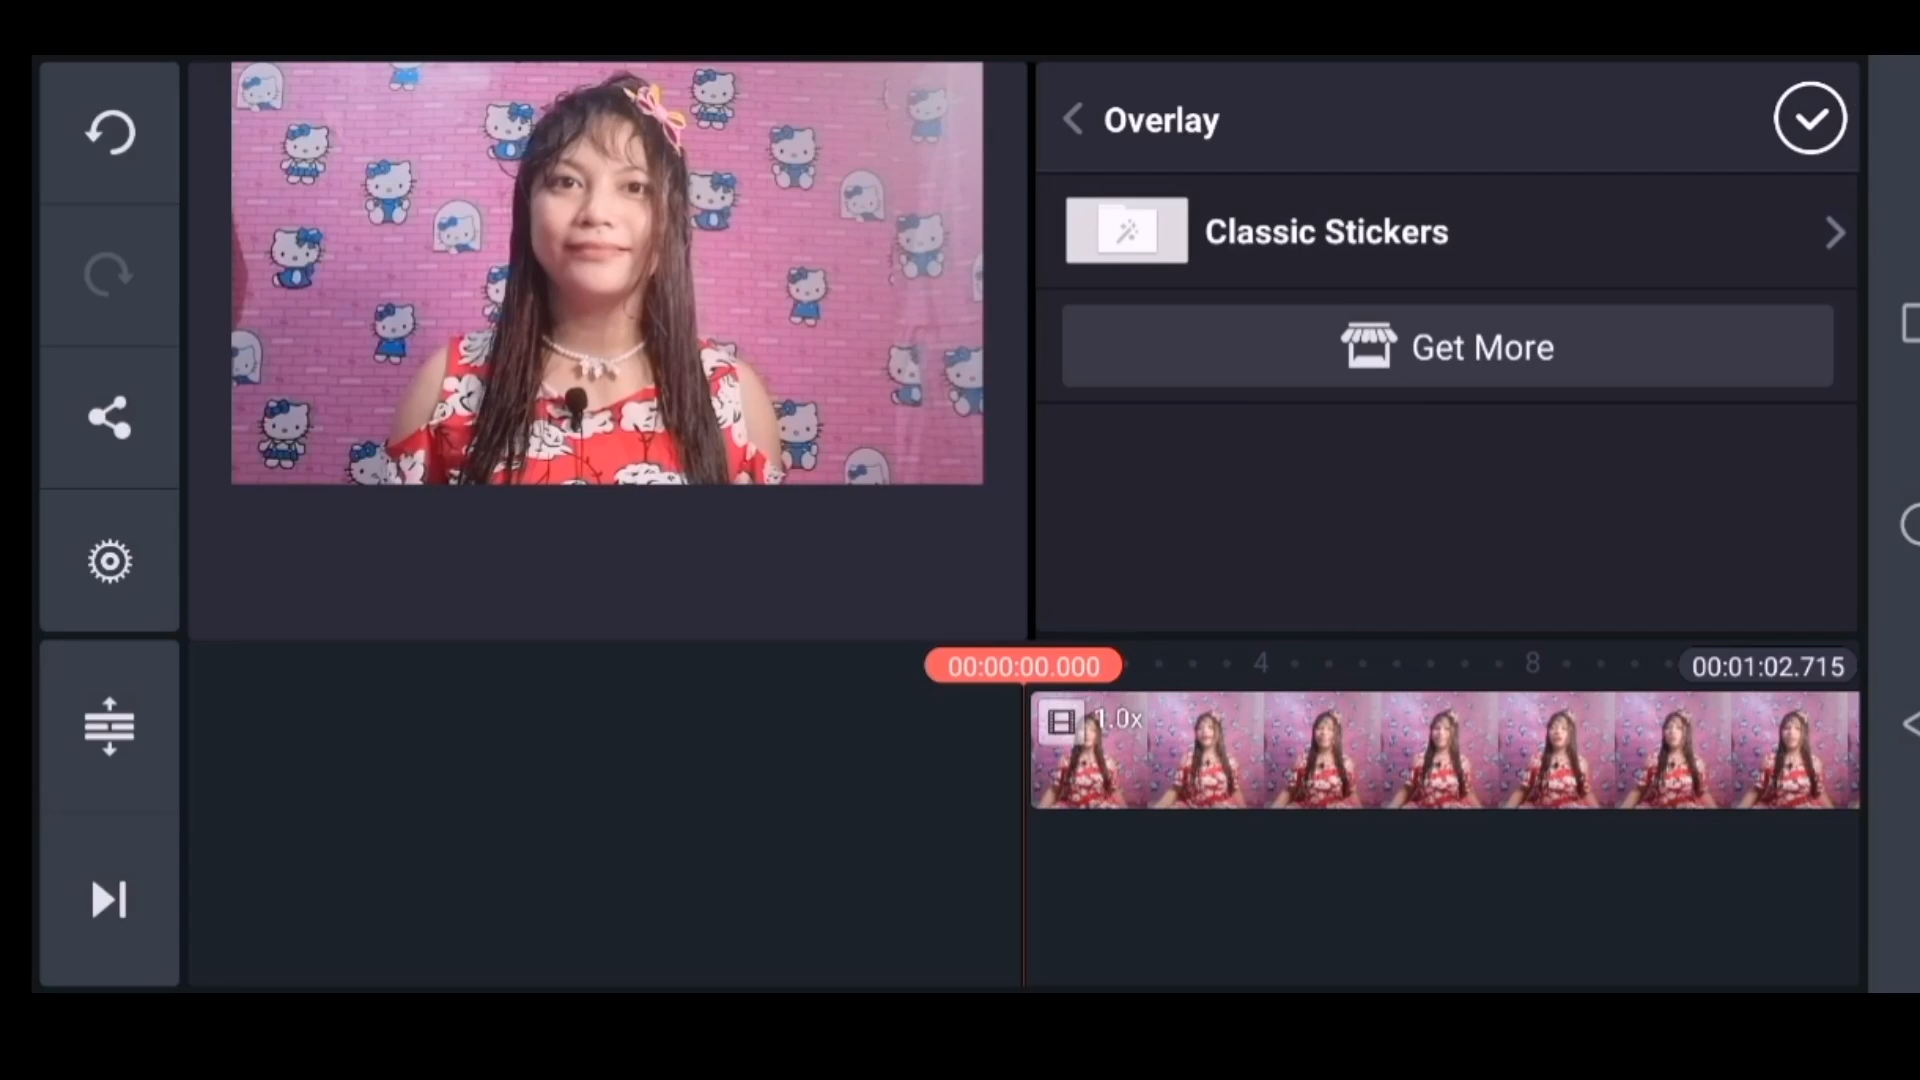 Overlay
Classic Stickers
Get More
00:00:00.000
4
8
00:01:02.715
1.0x